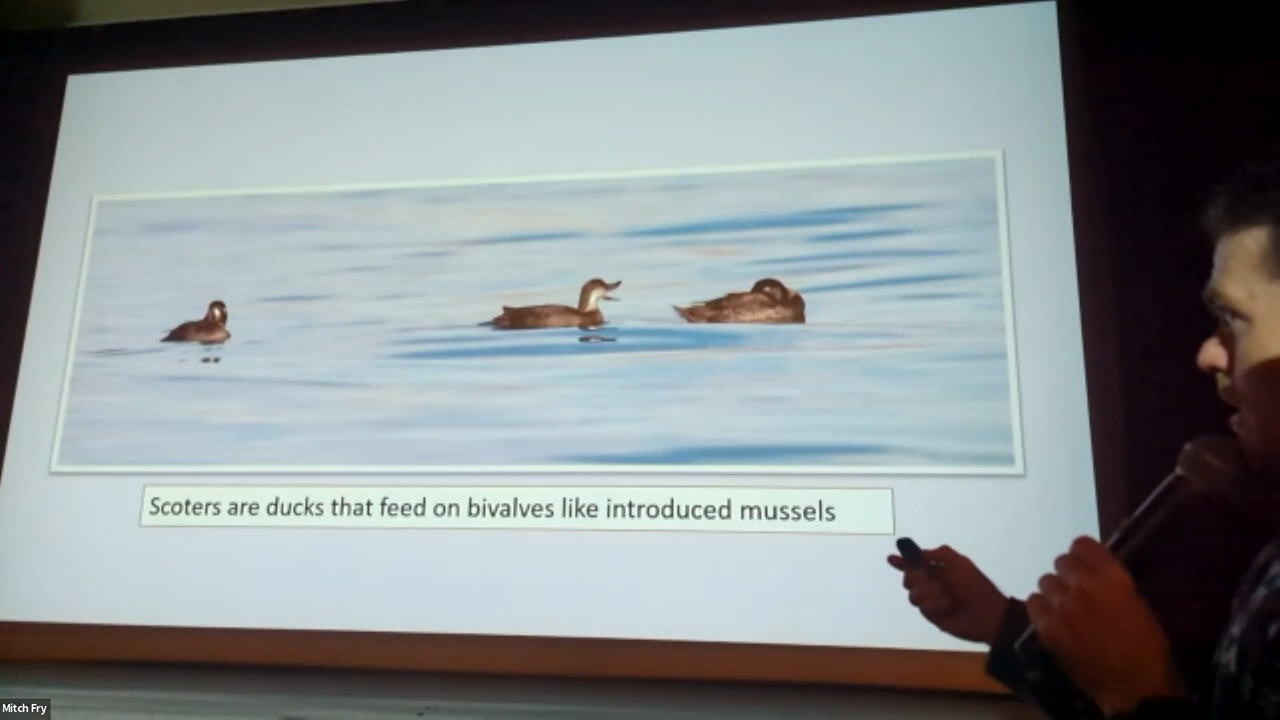 Scoters are ducks that feed on bivalves like introduced mussels
Mitch Fry